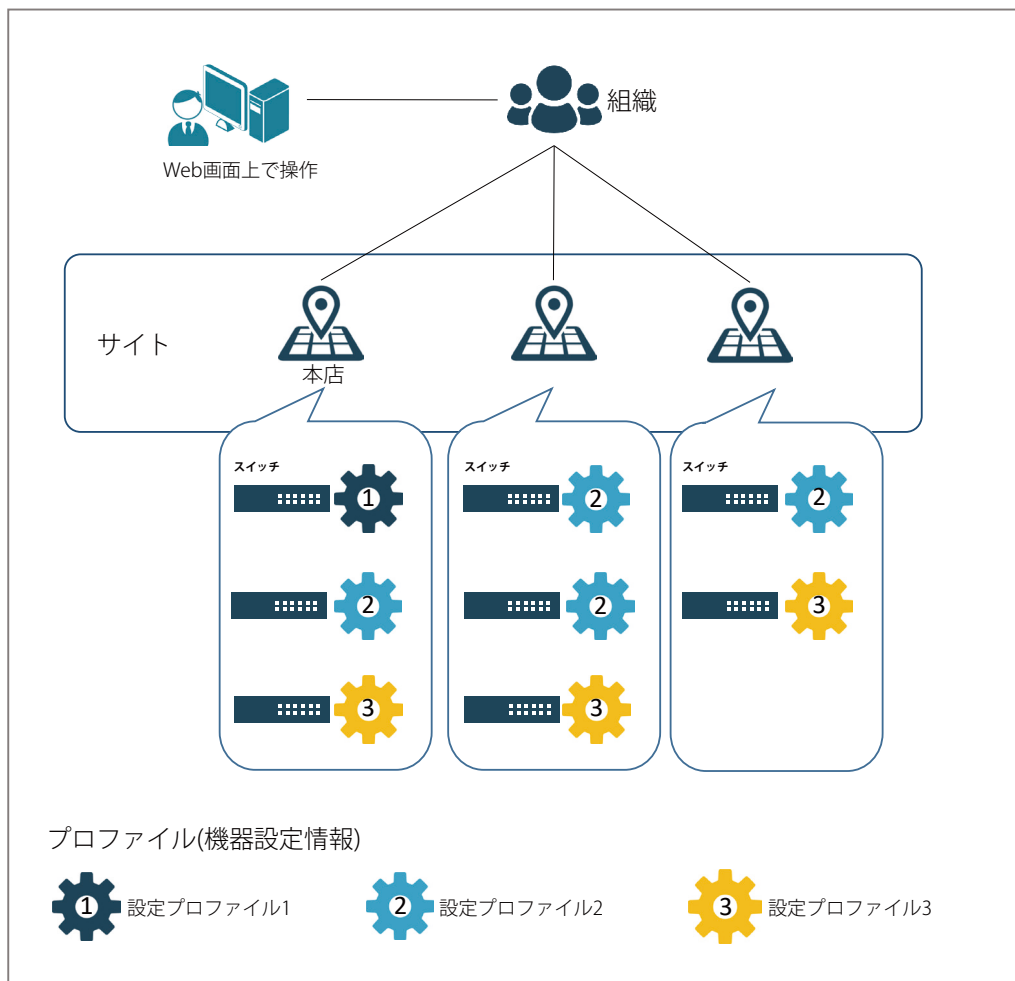 組織
Web画面上で操作
サイト
本店
スイッチ
スイッチ
スイッチ
1
2
2
2
2
3
3
3
プロファイル(機器設定情報)
1
設定プロファイル1
2
設定プロファイル2
3
設定プロファイル3